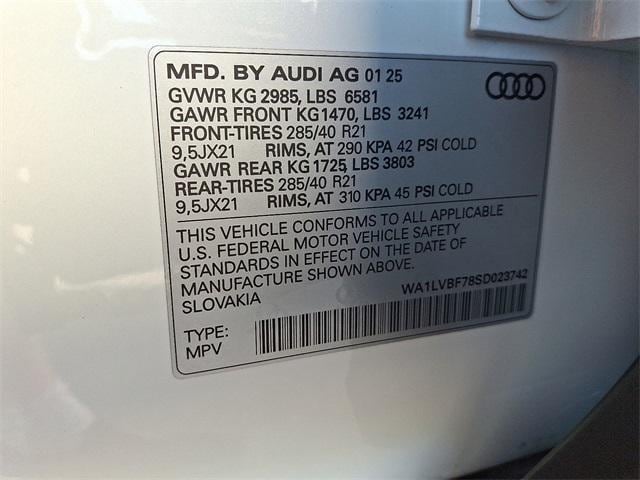 MFD. BY AUDI AG 01 25
GVWR KG 2985, LBS 6581
GAWR FRONT KG 1470, LBS 3241
FRONT-TIRES 285/40 R21
9,5JX21 RIMS, AT 290 KPA 42 PSI COLD
GAWR REAR KG 1725, LBS 3803
REAR-TIRES 285/40 R21
9,5JX21 RIMS, AT 310 KPA 45 PSI COLD
THIS VEHICLE CONFORMS TO ALL APPLICABLE
U.S. FEDERAL MOTOR VEHICLE SAFETY
STANDARDS IN EFFECT ON THE DATE OF
MANUFACTURE SHOWN ABOVE.
SLOVAKIA
WA1LVBF78SD023742
TYPE:
MPV